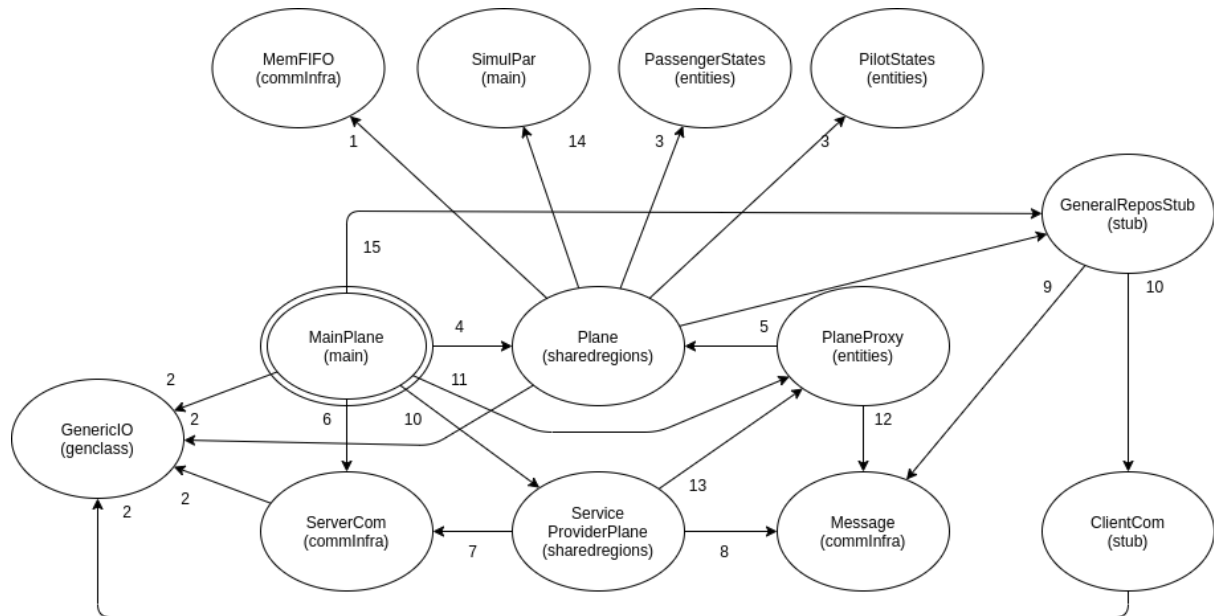 MemFIFO
(commInfra)
SimulPar
(main)
PassengerStates
(entities)
PilotStates
(entities)
1
14
3
3
GeneralReposStub
(stub)
15
9
10
MainPlane
(main)
4
Plane
(sharedregions)
5
PlaneProxy
(entities)
2
11
2
6
10
12
GenericIO
(genclass)
2
2
13
ServerCom
(commInfra)
7
Service
ProviderPlane
(sharedregions)
8
Message
(commInfra)
ClientCom
(stub)